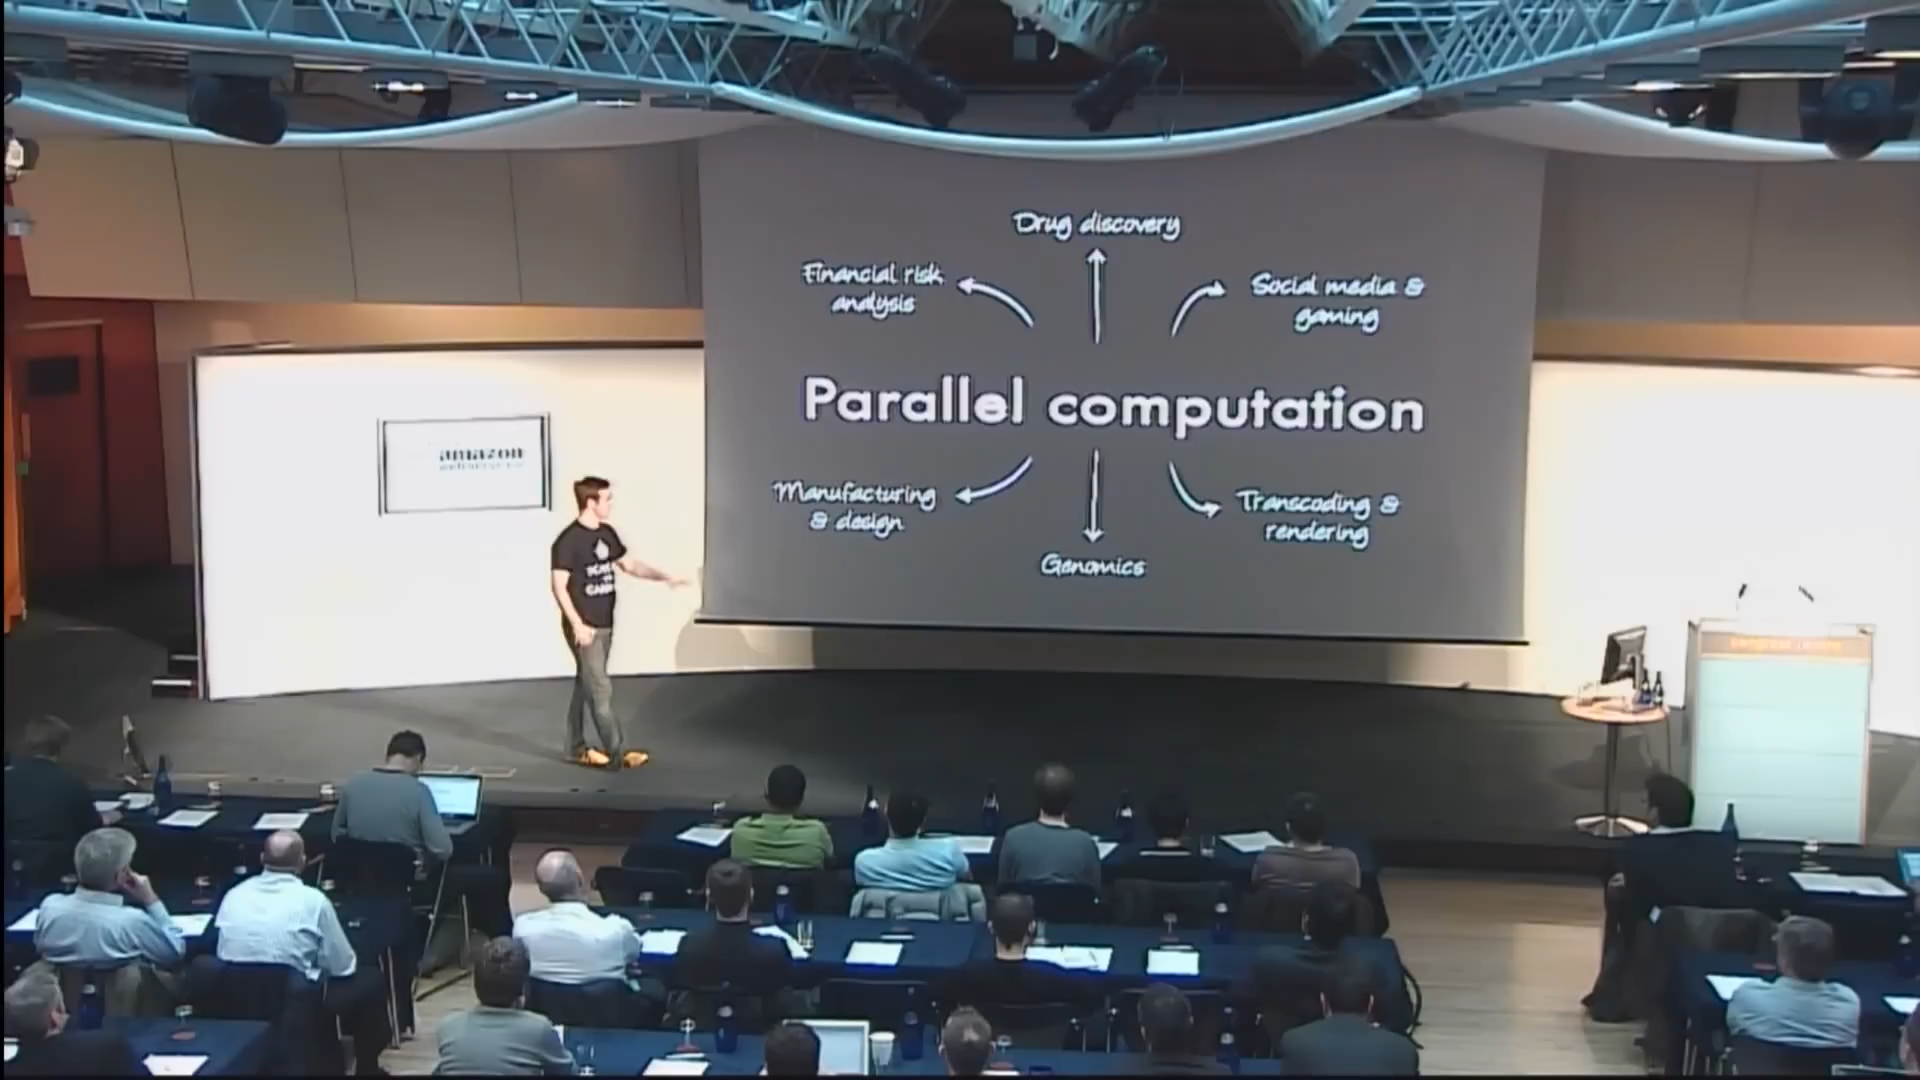 Drug discovery
Financial risk
analysis
Social media &
gaming
Parallel computation
Manufacturing
& design
Transcoding &
rendering
Genomics
amazon